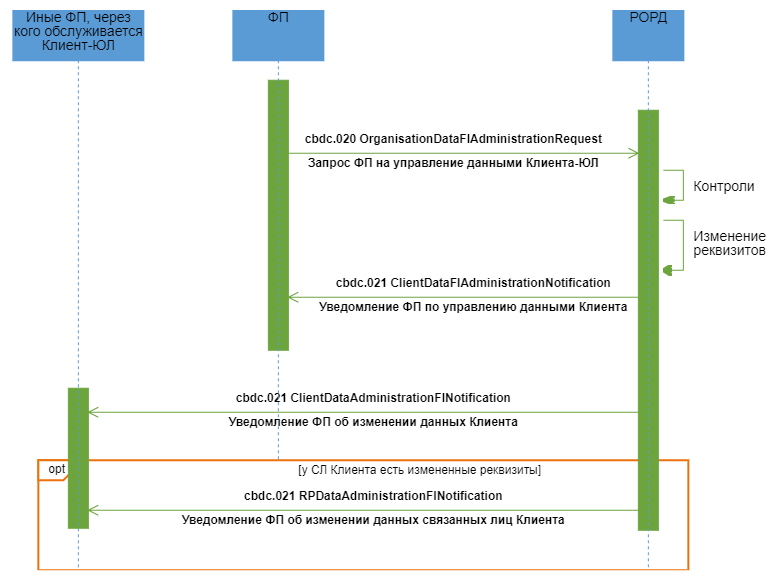 Иные ФП, через
кого обслуживается
Клиент-ЮЛ
ФП
РОРД
cbdc.020 OrganisationDataFIAdministrationRequest
Запрос ФП на управление данными Клиента-ЮЛ
Контроли
Изменение
реквизитов
cbdc.021 ClientDataFIAdministrationNotification
Уведомление ФП по управлению данными Клиента
cbdc.021 ClientDataAdministrationFINotification
Уведомление ФП об изменении данных Клиента
opt
[у СЛ Клиента есть измененные реквизиты]
cbdc.021 RPDataAdministrationFINotification
Уведомление ФП об изменении данных связанных лиц Клиента